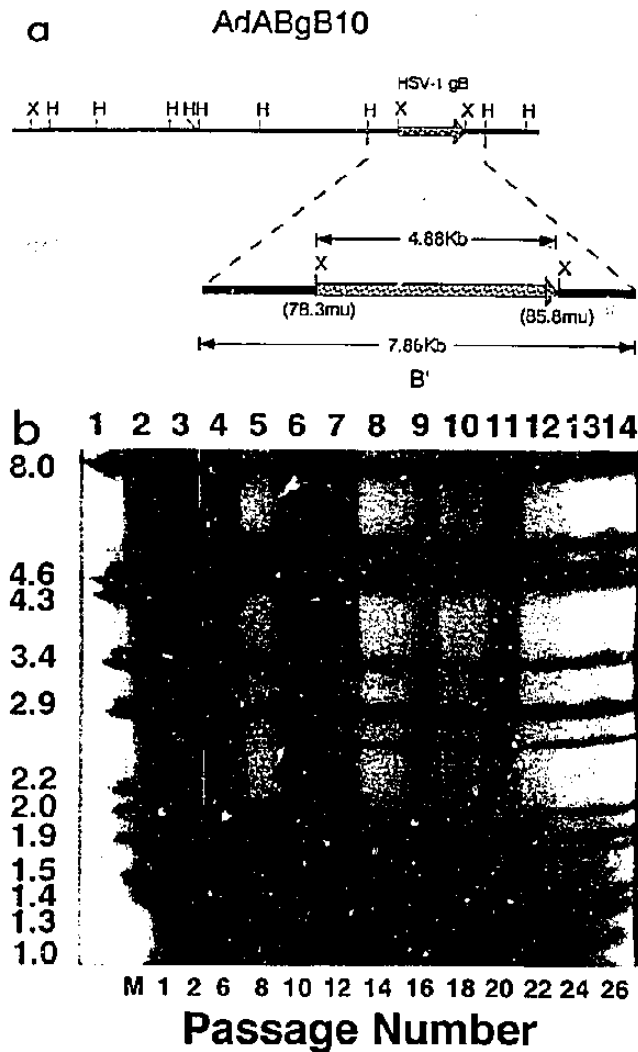 a AdABgB10
HSV-1 gB
X H H H H H H H X X H H
4.88Kb
X X
(78.3mu) (85.8mu)
7.86Kb
B'
b 1 2 3 4 5 6 7 8 9 10 11 12 13 14
8.0
4.6
4.3
3.4
2.9
2.2
2.0
1.9
1.5
1.4
1.3
1.0
M 1 2 6 8 10 12 14 16 18 20 22 24 26
Passage Number